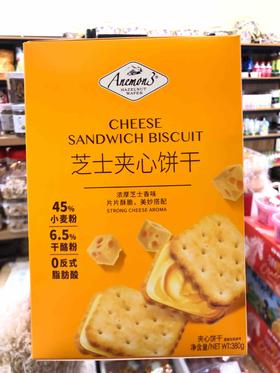 Anemon3
HAZELNUT
WAFER
CHEESE
SANDWICH BISCUIT
芝士夹心饼干
浓厚芝士香味
片片酥脆，美妙搭配
STRONG CHEESE AROMA
45%
小麦粉
6.5%
干酪粉
0反式
脂肪酸
夹心饼干
净含量/NET WT: 380g